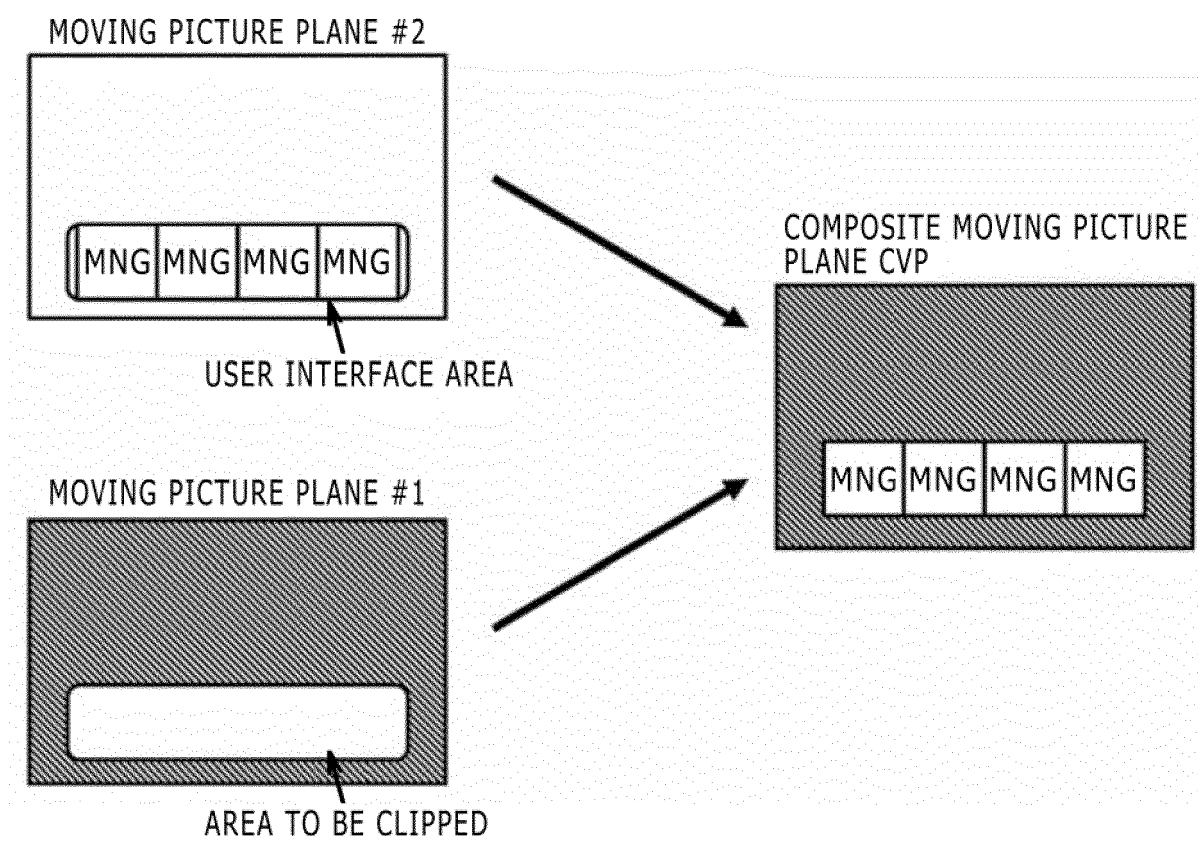 MOVING PICTURE PLANE #2
MNG MNG MNG MNG
USER INTERFACE AREA
COMPOSITE MOVING PICTURE
PLANE CVP
MNG MNG MNG MNG
MOVING PICTURE PLANE #1
AREA TO BE CLIPPED